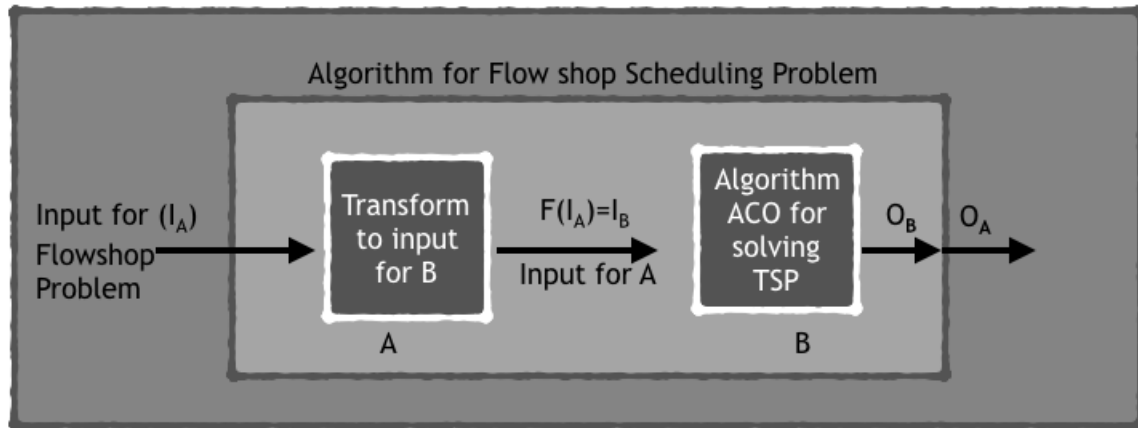 Algorithm for Flow shop Scheduling Problem
Input for (I_A)
Flowshop
Problem
Transform
to input
for B
A
F(I_A)=I_B
Input for A
Algorithm
ACO for
solving
TSP
B
O_B
O_A